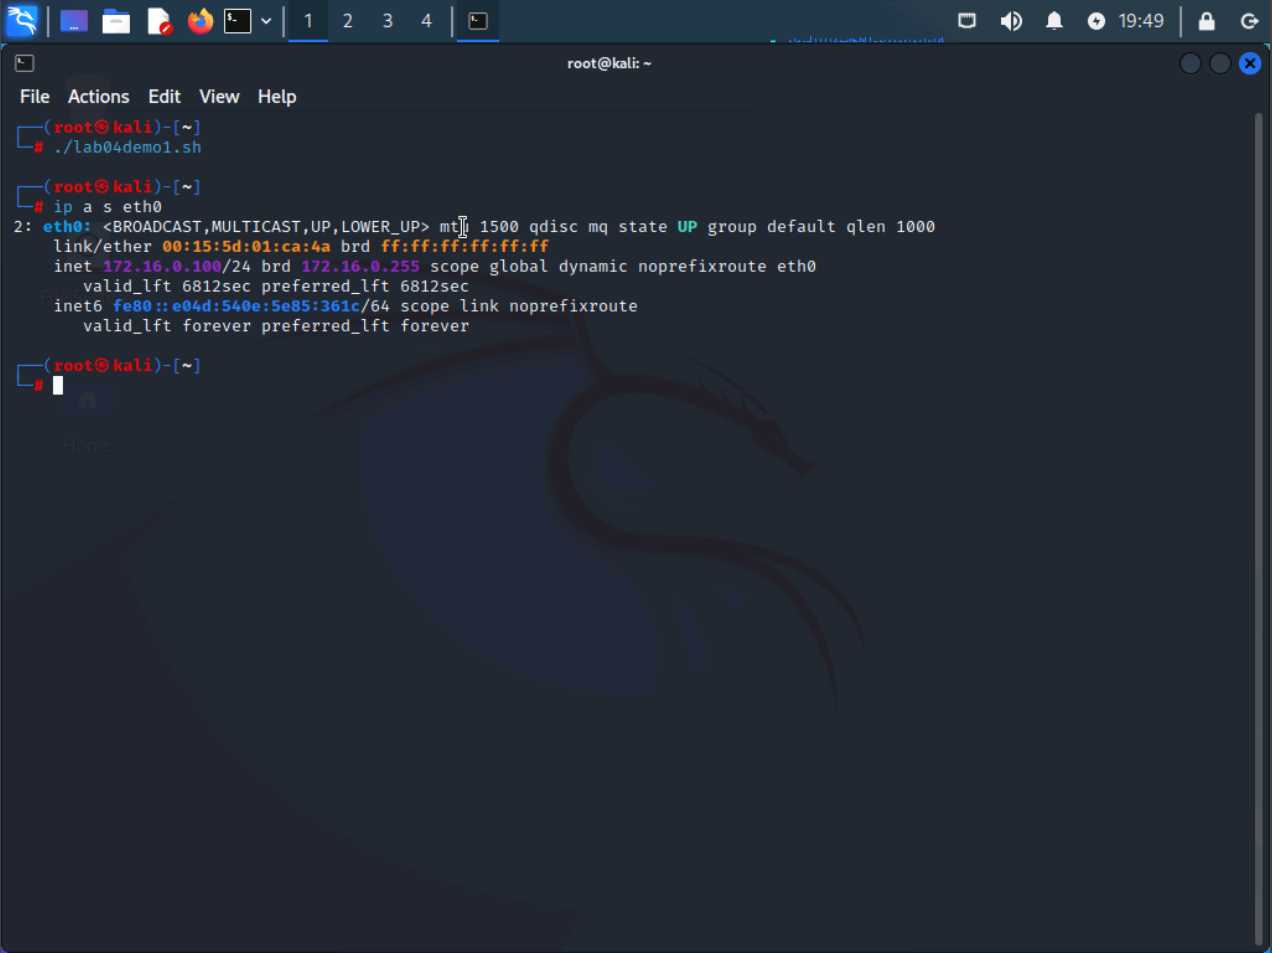 1 2 3 4 19:49
root@kali: ~
File Actions Edit View Help
┌──(root㉿kali)-[~]
└─# ./lab04demo1.sh
┌──(root㉿kali)-[~]
└─# ip a s eth0
2: eth0: <BROADCAST,MULTICAST,UP,LOWER_UP> mtu 1500 qdisc mq state UP group default qlen 1000
link/ether 00:15:5d:01:ca:4a brd ff:ff:ff:ff:ff:ff
inet 172.16.0.100/24 brd 172.16.0.255 scope global dynamic noprefixroute eth0
valid_lft 6812sec preferred_lft 6812sec
inet6 fe80::e04d:540e:5e85:361c/64 scope link noprefixroute
valid_lft forever preferred_lft forever
┌──(root㉿kali)-[~]
└─#
Home